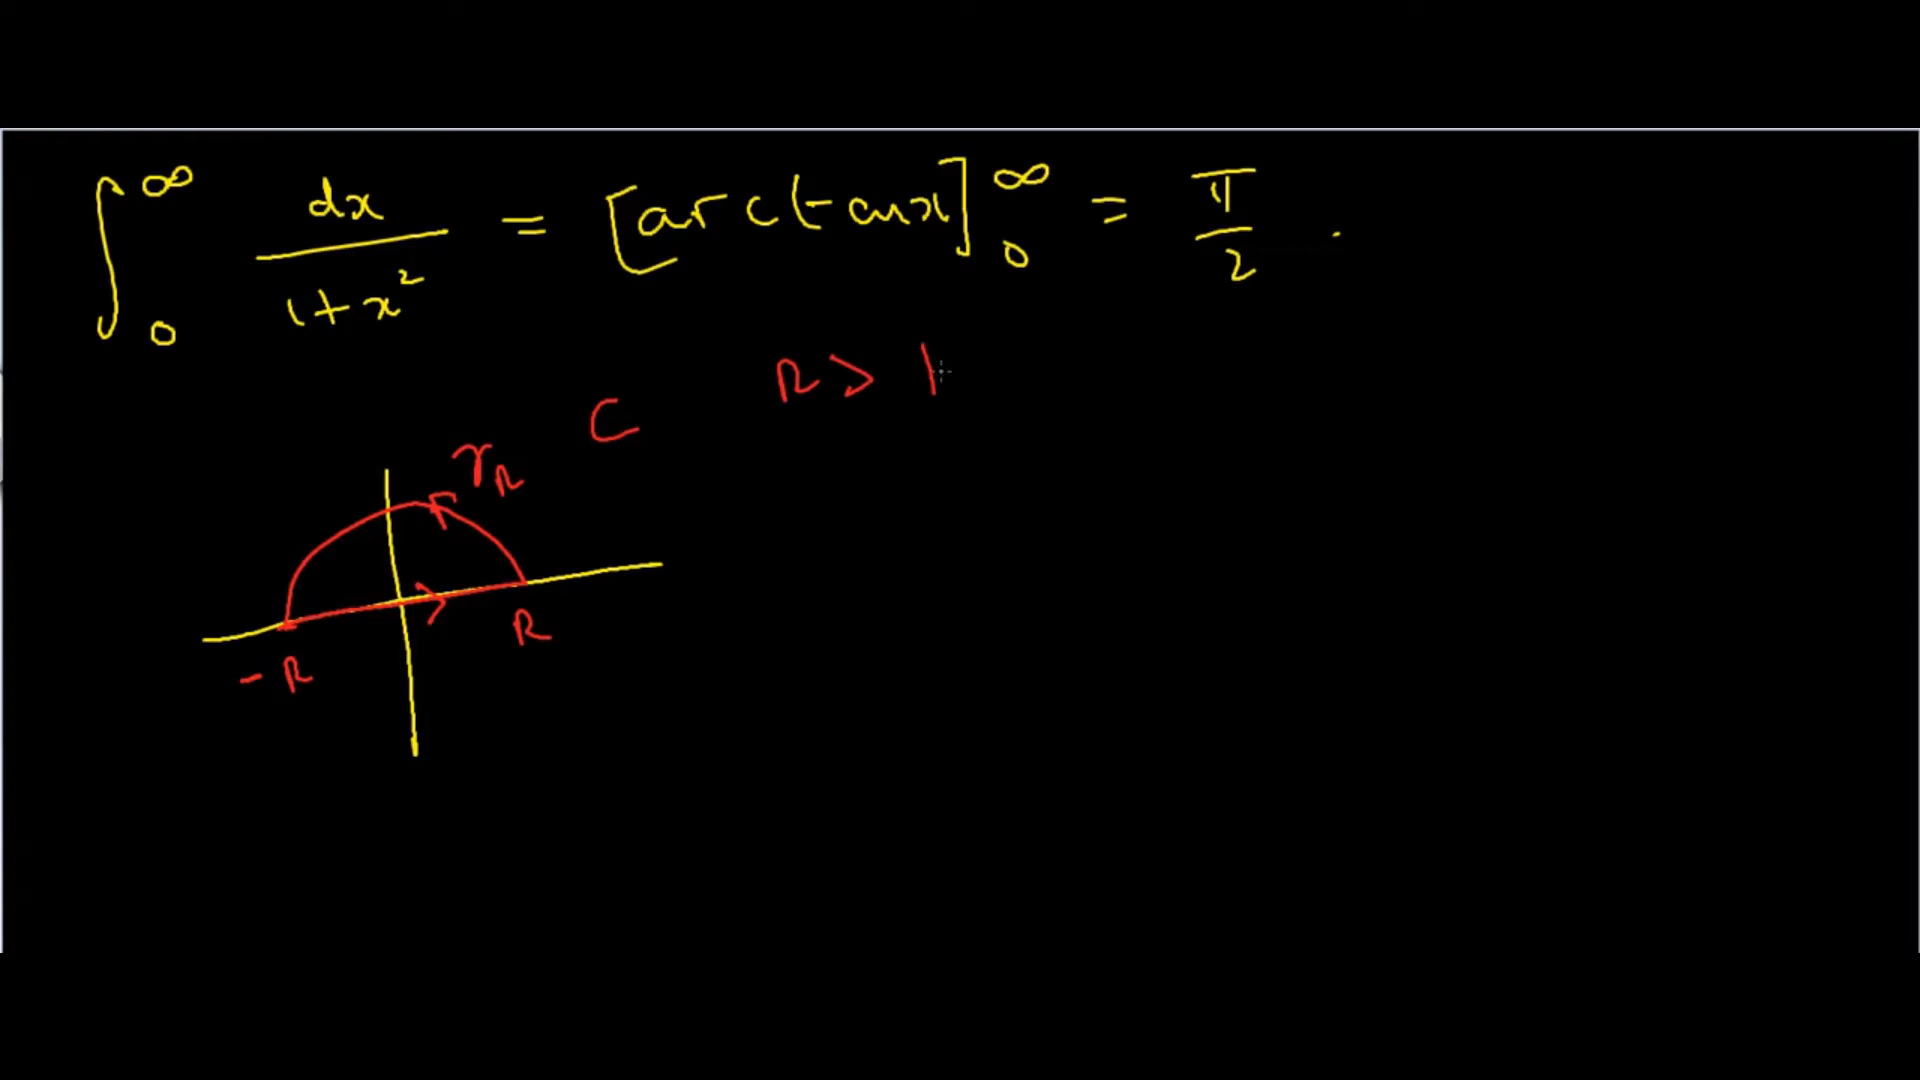 ∫₀^∞ dx/(1+x²) = [arctan x]₀^∞ = π/2 .
R > 1
C
γ_R
R
-R